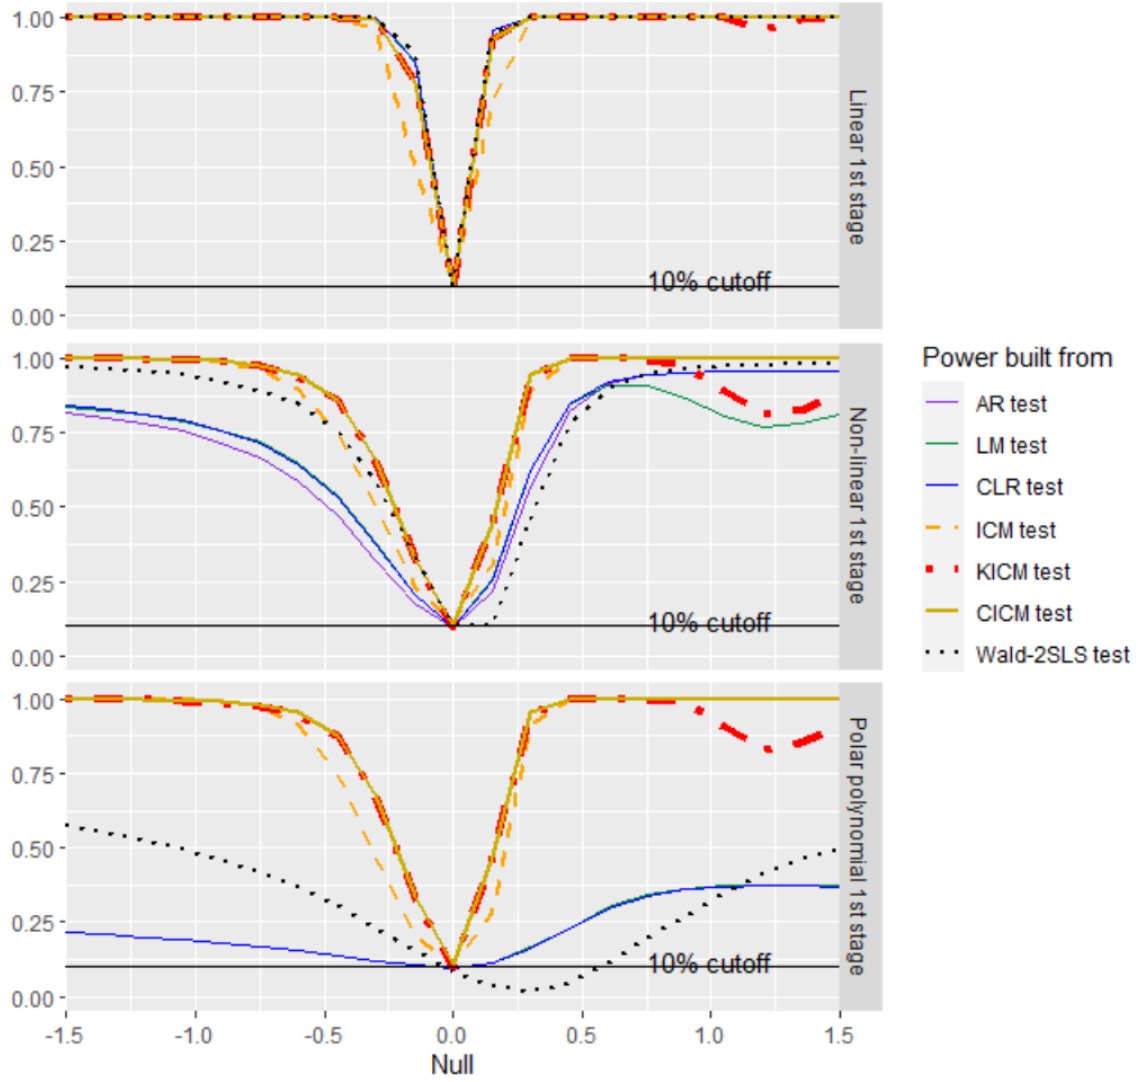 1.00
0.75
0.50
0.25
0.00
10% cutoff
Linear 1st stage
1.00
0.75
0.50
0.25
0.00
10% cutoff
Non-linear 1st stage
1.00
0.75
0.50
0.25
0.00
10% cutoff
Polar polynomial 1st stage
-1.5 -1.0 -0.5 0.0 0.5 1.0 1.5
Null
Power built from
AR test
LM test
CLR test
ICM test
KICM test
CICM test
Wald-2SLS test